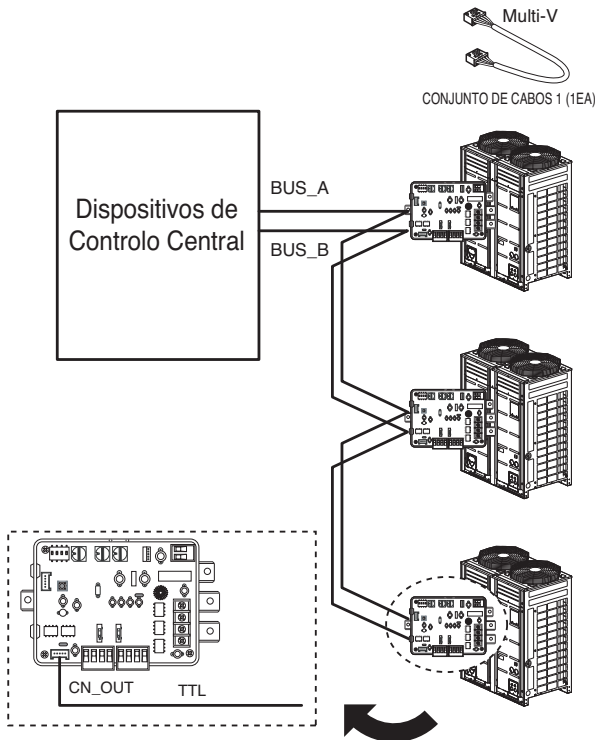 Multi-V
CONJUNTO DE CABOS 1 (1EA)
Dispositivos de
Controlo Central
BUS_A
BUS_B
CN_OUT
TTL